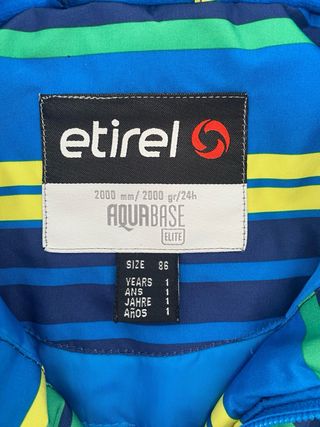 etirel
2000 mm/ 2000 gr/24h
AQUABASE
ELITE
SIZE 86
YEARS 1
ANS 1
JAHRE 1
AÑOS 1